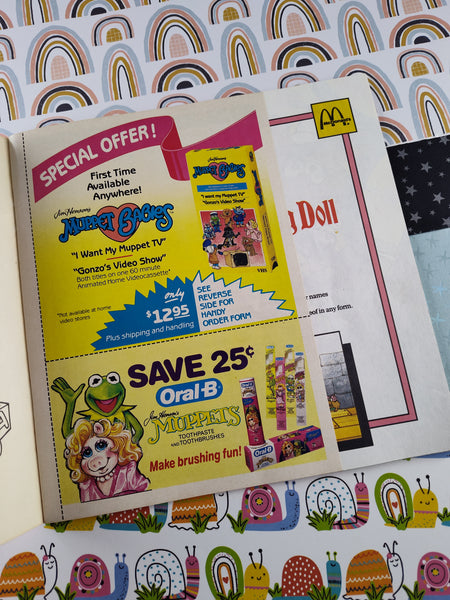 SPECIAL OFFER!
First Time
Available
Anywhere!
Jim Henson's
MUPPET BABIES
"I Want My Muppet TV"
"Gonzo's Video Show"
Both titles on one 60 minute
Animated Home Videocassette*
*Not available at home
video stores
only
$12.95
Plus shipping and handling
SEE
REVERSE
SIDE FOR
HANDY
ORDER FORM
MUPPET BABIES
"I want My Muppet TV"
"Gonzo's Video Show"
VHS
SAVE 25¢
Oral-B
Jim Henson's
MUPPETS
TOOTHPASTE
AND TOOTHBRUSHES
Make brushing fun!
Oral-B
g Doll
r names
eof in any form.